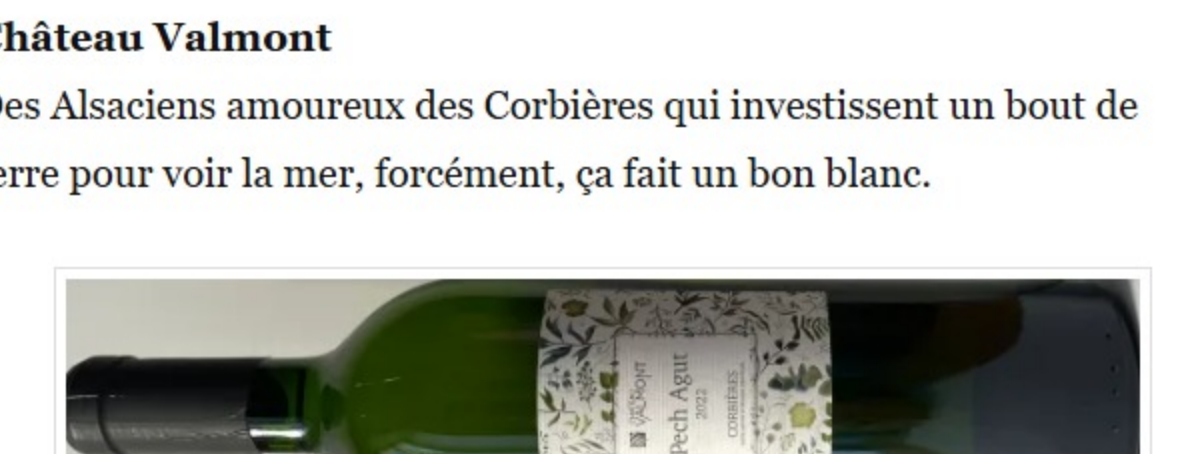 Château Valmont
Des Alsaciens amoureux des Corbières qui investissent un bout de
erre pour voir la mer, forcément, ça fait un bon blanc.
VALMONT
Pech Agut
2022
CORBIÈRES